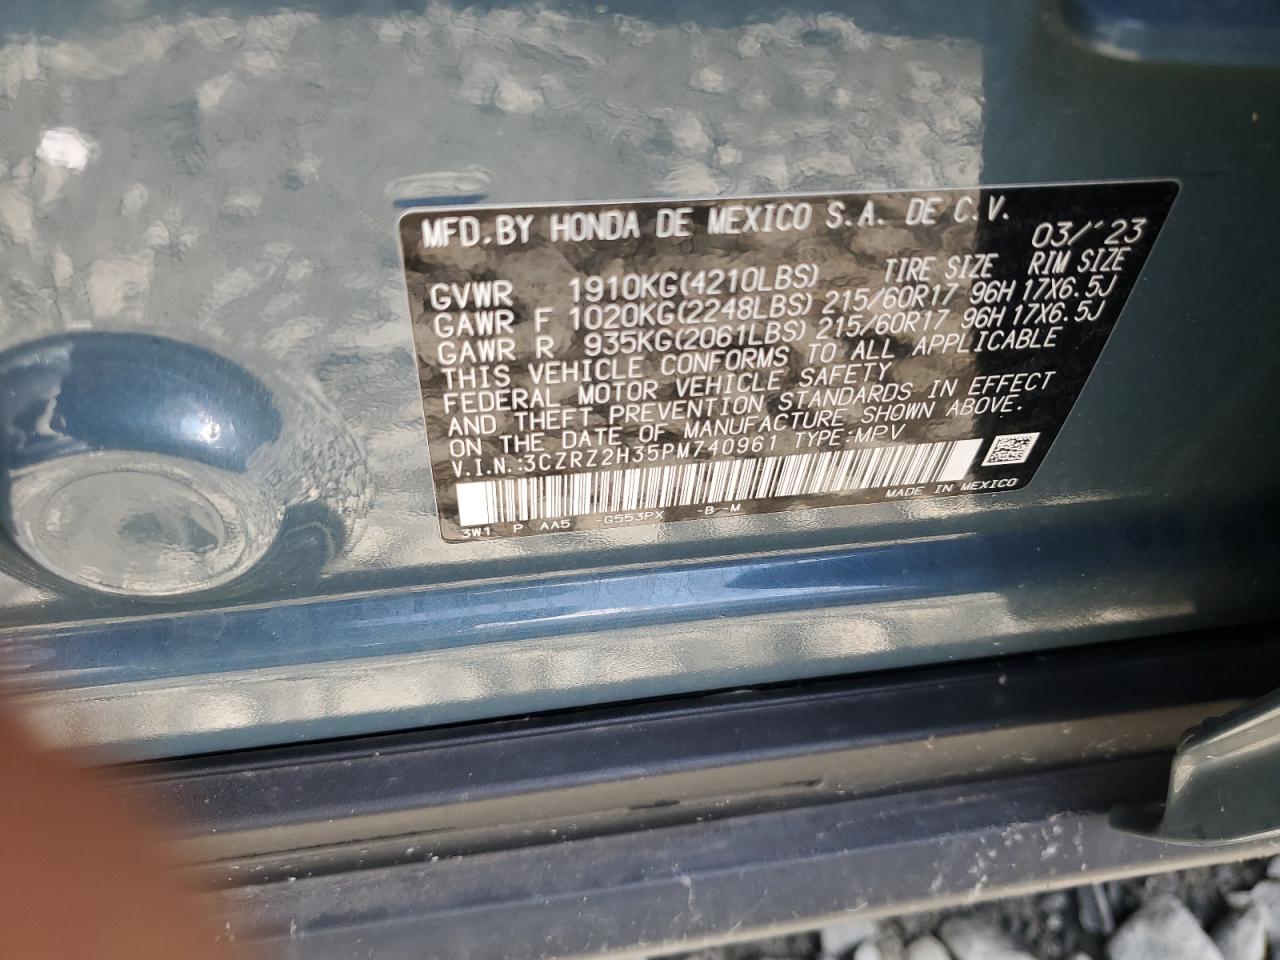 MFD.BY HONDA DE MEXICO S.A. DE C.V.
03/'23
TIRE SIZE RIM SIZE
GVWR 1910KG(4210LBS)
GAWR F 1020KG(2248LBS) 215/60R17 96H 17X6.5J
GAWR R 935KG(2061LBS) 215/60R17 96H 17X6.5J
THIS VEHICLE CONFORMS TO ALL APPLICABLE
FEDERAL MOTOR VEHICLE SAFETY
AND THEFT PREVENTION STANDARDS IN EFFECT
ON THE DATE OF MANUFACTURE SHOWN ABOVE.
V.I.N.:3CZRZ2H35PM740961 TYPE:MPV
MADE IN MEXICO
3W1 P AA5 -G553PX -B-M